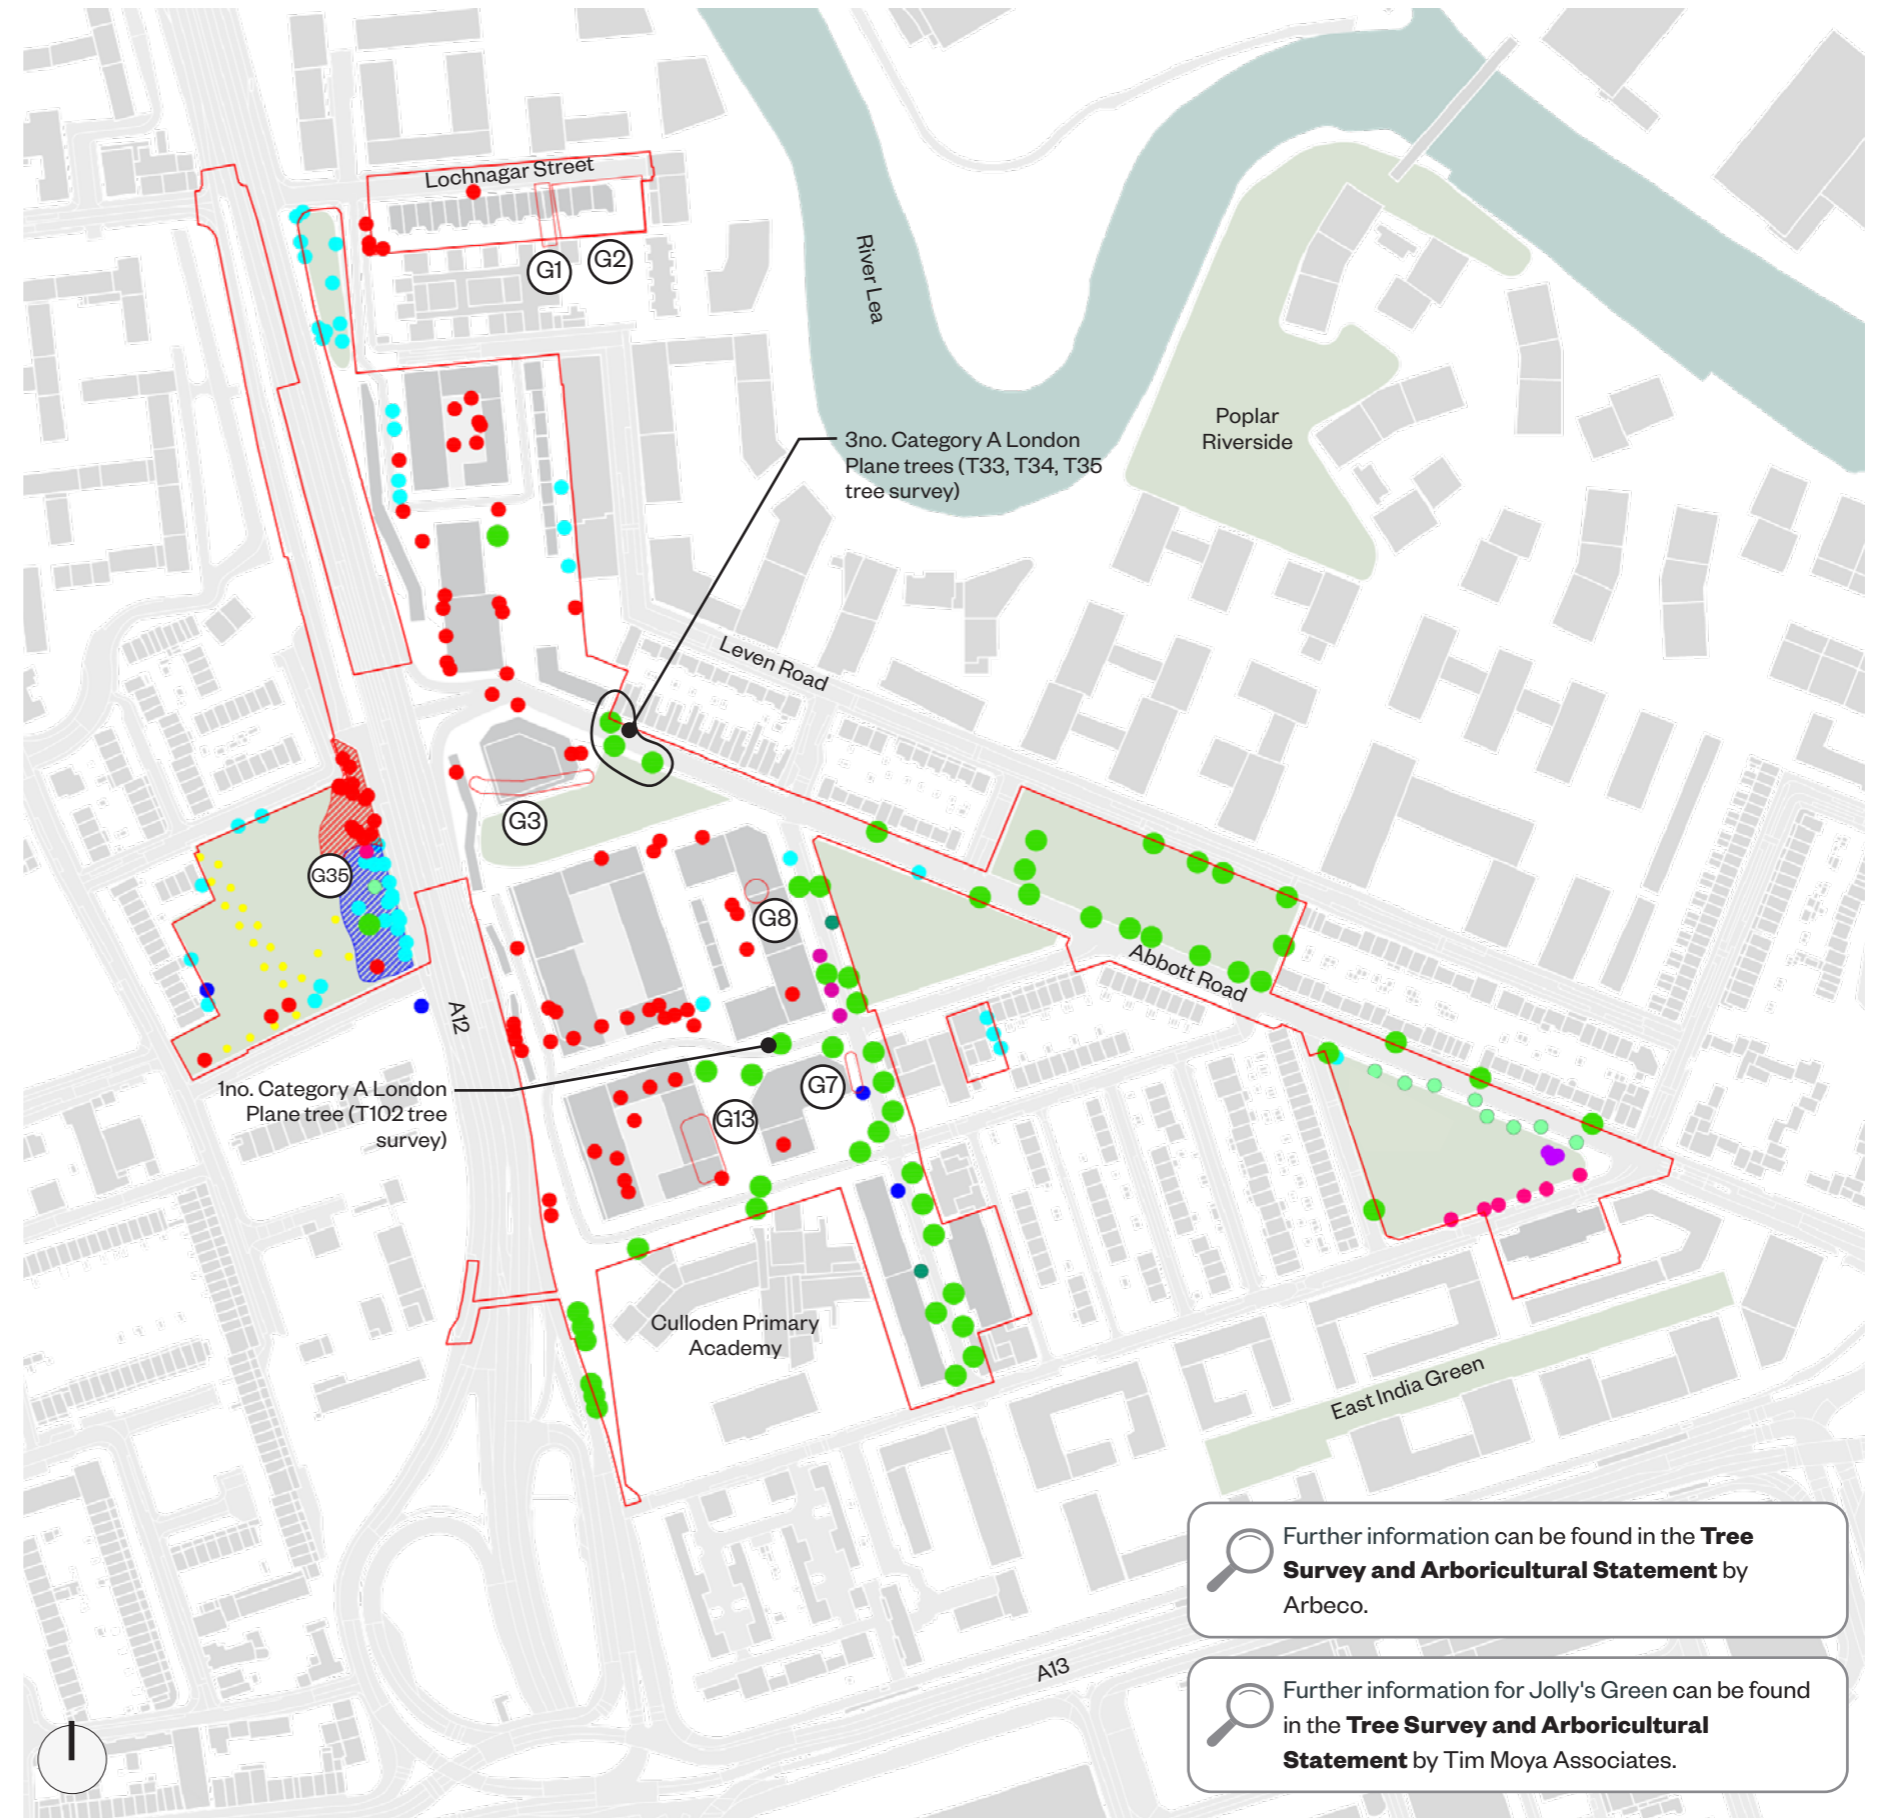 Lochnagar Street
G1
G2
River Lea
Poplar
Riverside
3no. Category A London
Plane trees (T33, T34, T35
tree survey)
Leven Road
G3
G35
G8
Abbott Road
A12
1no. Category A London
Plane tree (T102 tree
survey)
G7
G13
Culloden Primary
Academy
East India Green
A13
Further information can be found in the Tree
Survey and Arboricultural Statement by
Arbeco.
Further information for Jolly's Green can be found
in the Tree Survey and Arboricultural
Statement by Tim Moya Associates.